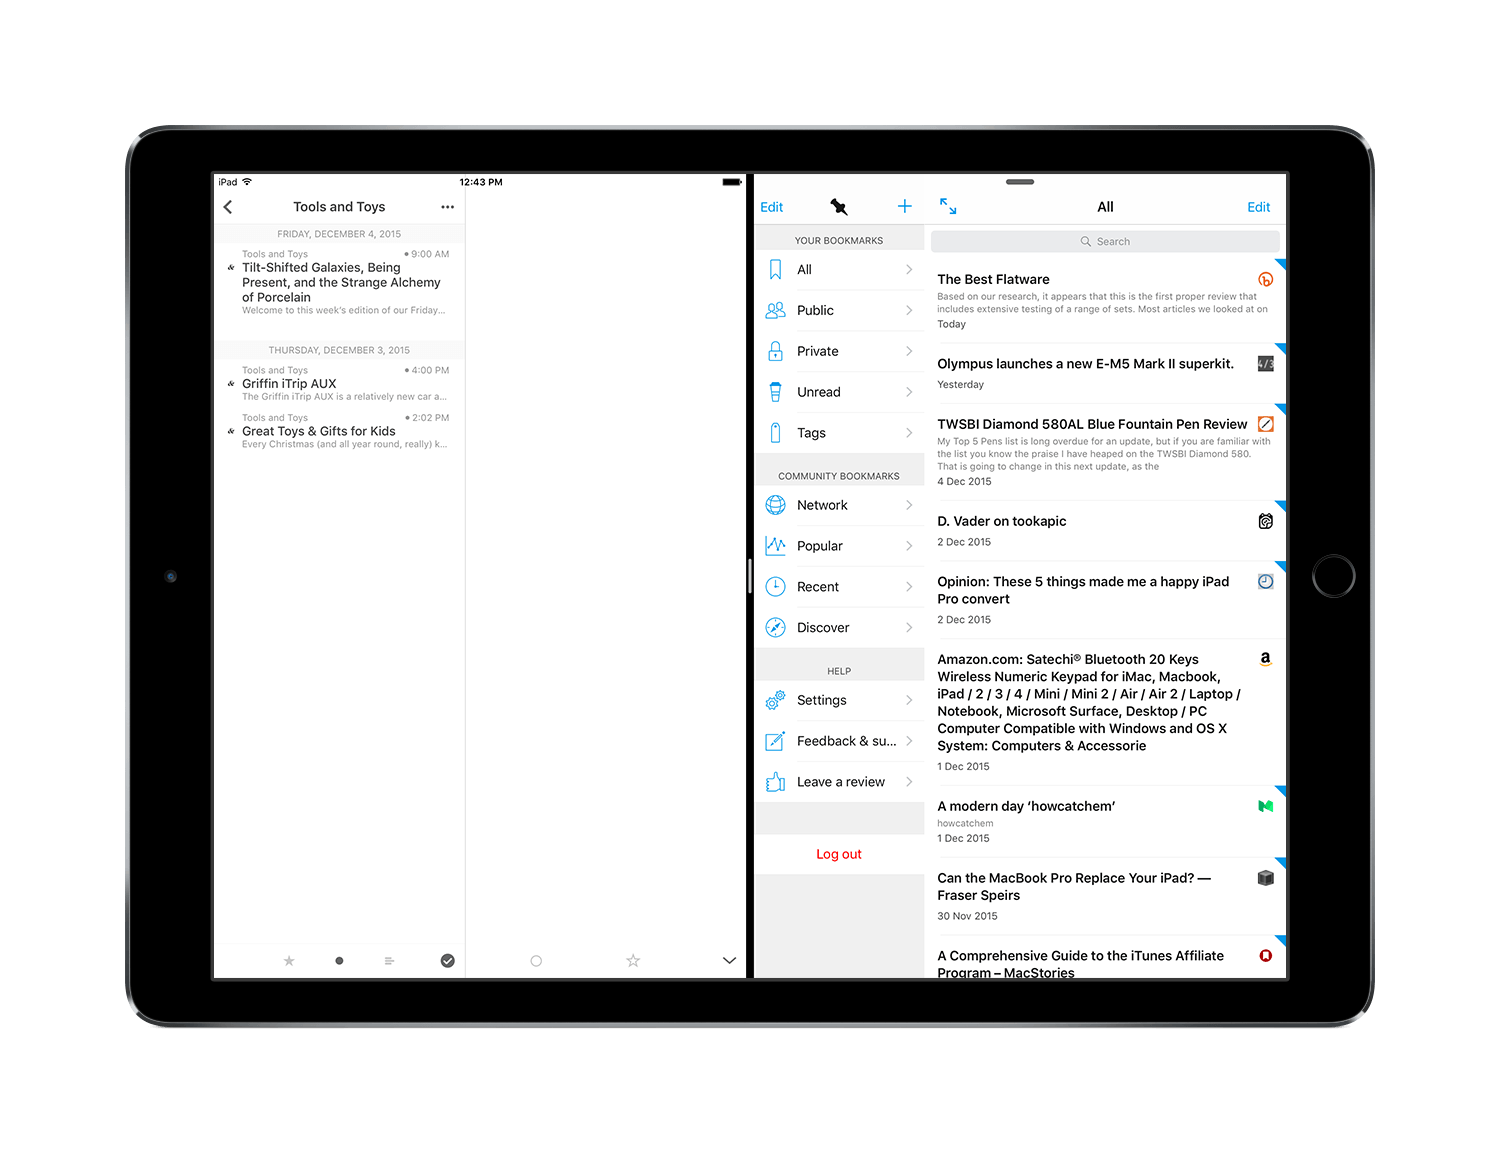 iPad
12:43 PM
Tools and Toys
FRIDAY, DECEMBER 4, 2015
Tools and Toys
9:00 AM
& Tilt-Shifted Galaxies, Being
Present, and the Strange Alchemy
of Porcelain
Welcome to this week's edition of our Friday...
THURSDAY, DECEMBER 3, 2015
Tools and Toys
4:00 PM
& Griffin iTrip AUX
The Griffin iTrip AUX is a relatively new car a...
Tools and Toys
2:02 PM
& Great Toys & Gifts for Kids
Every Christmas (and all year round, really) k...
Edit
YOUR BOOKMARKS
All
Public
Private
Unread
Tags
COMMUNITY BOOKMARKS
Network
Popular
Recent
Discover
HELP
Settings
Feedback & su...
Leave a review
Log out
All
Edit
Search
The Best Flatware
Based on our research, it appears that this is the first proper review that
includes extensive testing of a range of sets. Most articles we looked at on
Today
Olympus launches a new E-M5 Mark II superkit.
4/3
Yesterday
TWSBI Diamond 580AL Blue Fountain Pen Review
My Top 5 Pens list is long overdue for an update, but if you are familiar with
the list you know the praise I have heaped on the TWSBI Diamond 580.
That is going to change in this next update, as the
4 Dec 2015
D. Vader on tookapic
2 Dec 2015
Opinion: These 5 things made me a happy iPad
Pro convert
2 Dec 2015
Amazon.com: Satechi® Bluetooth 20 Keys
Wireless Numeric Keypad for iMac, Macbook,
iPad / 2 / 3 / 4 / Mini / Mini 2 / Air / Air 2 / Laptop /
Notebook, Microsoft Surface, Desktop / PC
Computer Compatible with Windows and OS X
System: Computers & Accessorie
a
1 Dec 2015
A modern day ‘howcatchem’
howcatchem
1 Dec 2015
Can the MacBook Pro Replace Your iPad? —
Fraser Speirs
30 Nov 2015
A Comprehensive Guide to the iTunes Affiliate
Program – MacStories